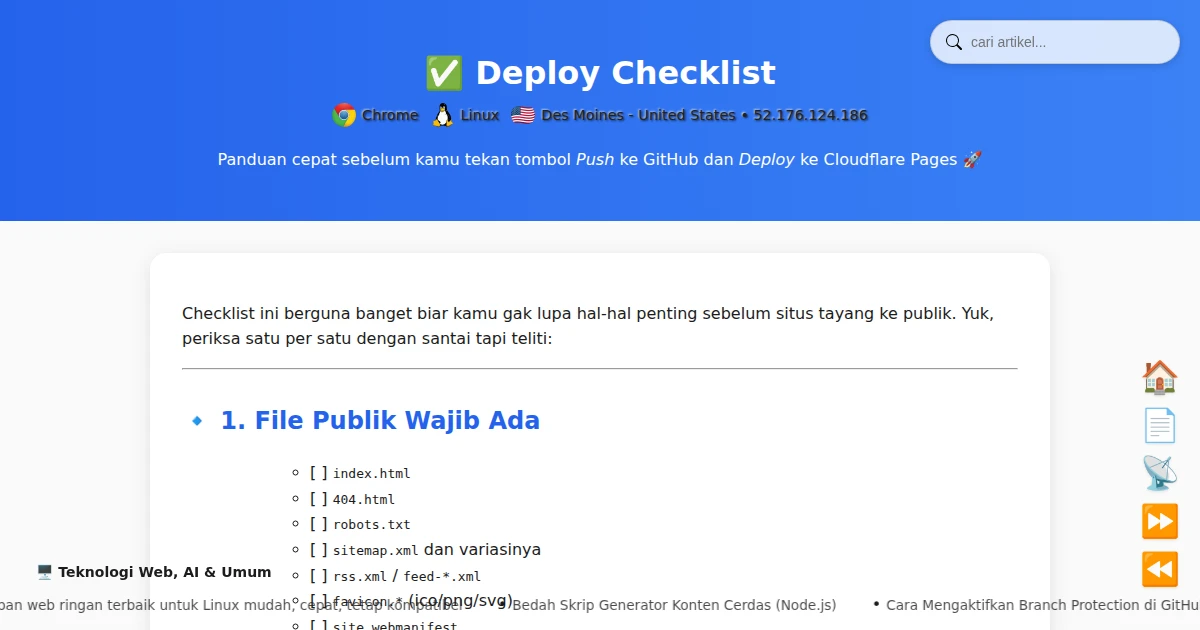 cari artikel...
✅ Deploy Checklist
Chrome Linux Des Moines - United States • 52.176.124.186
Panduan cepat sebelum kamu tekan tombol Push ke GitHub dan Deploy ke Cloudflare Pages 🚀
Checklist ini berguna banget biar kamu gak lupa hal-hal penting sebelum situs tayang ke publik. Yuk,
periksa satu per satu dengan santai tapi teliti:
🔹 1. File Publik Wajib Ada
[ ] index.html
[ ] 404.html
[ ] robots.txt
[ ] sitemap.xml dan variasinya
[ ] rss.xml / feed-*.xml
[ ] favicon.* (ico/png/svg)
[ ] site.webmanifest
🖥️ Teknologi Web, AI & Umum
ban web ringan terbaik untuk Linux mudah, cepat, tetap kompatibel • Bedah Skrip Generator Konten Cerdas (Node.js) • Cara Mengaktifkan Branch Protection di GitHu